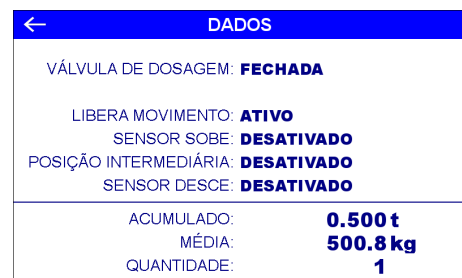 DADOS
VÁLVULA DE DOSAGEM: FECHADA
LIBERA MOVIMENTO: ATIVO
SENSOR SOBE: DESATIVADO
POSIÇÃO INTERMEDIÁRIA: DESATIVADO
SENSOR DESCE: DESATIVADO
ACUMULADO: 0.500 t
MÉDIA: 500.8 kg
QUANTIDADE: 1